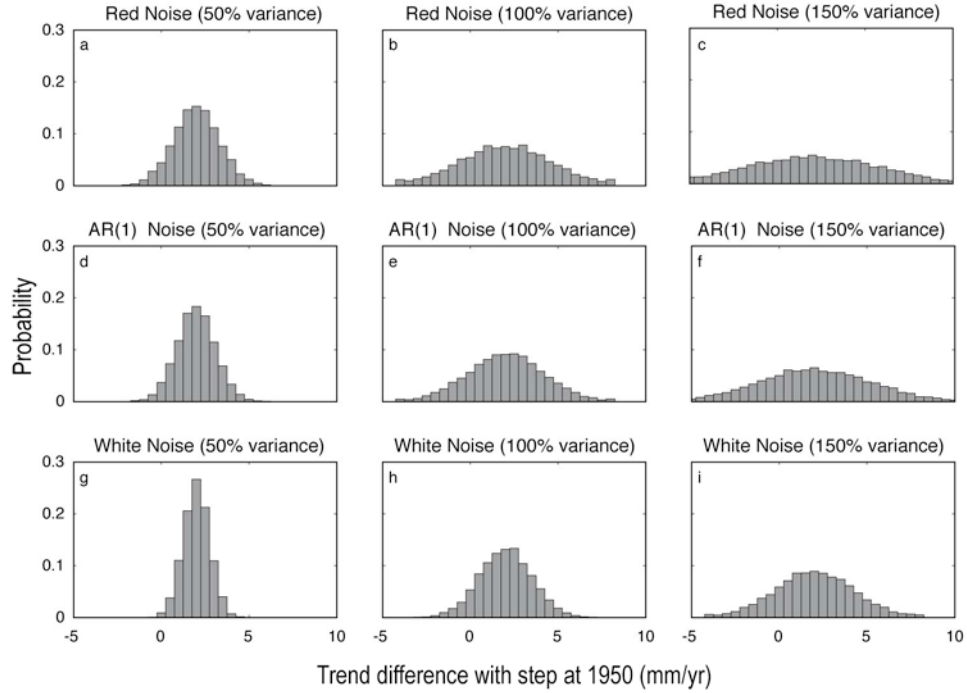 Red Noise (50% variance)
Red Noise (100% variance)
Red Noise (150% variance)
0.3
a
b
c
0.2
0.1
0
AR(1) Noise (50% variance)
AR(1) Noise (100% variance)
AR(1) Noise (150% variance)
0.3
d
e
f
0.2
0.1
0
Probability
White Noise (50% variance)
White Noise (100% variance)
White Noise (150% variance)
0.3
g
h
i
0.2
0.1
0
-5 0 5 10 -5 0 5 10 -5 0 5 10
Trend difference with step at 1950 (mm/yr)